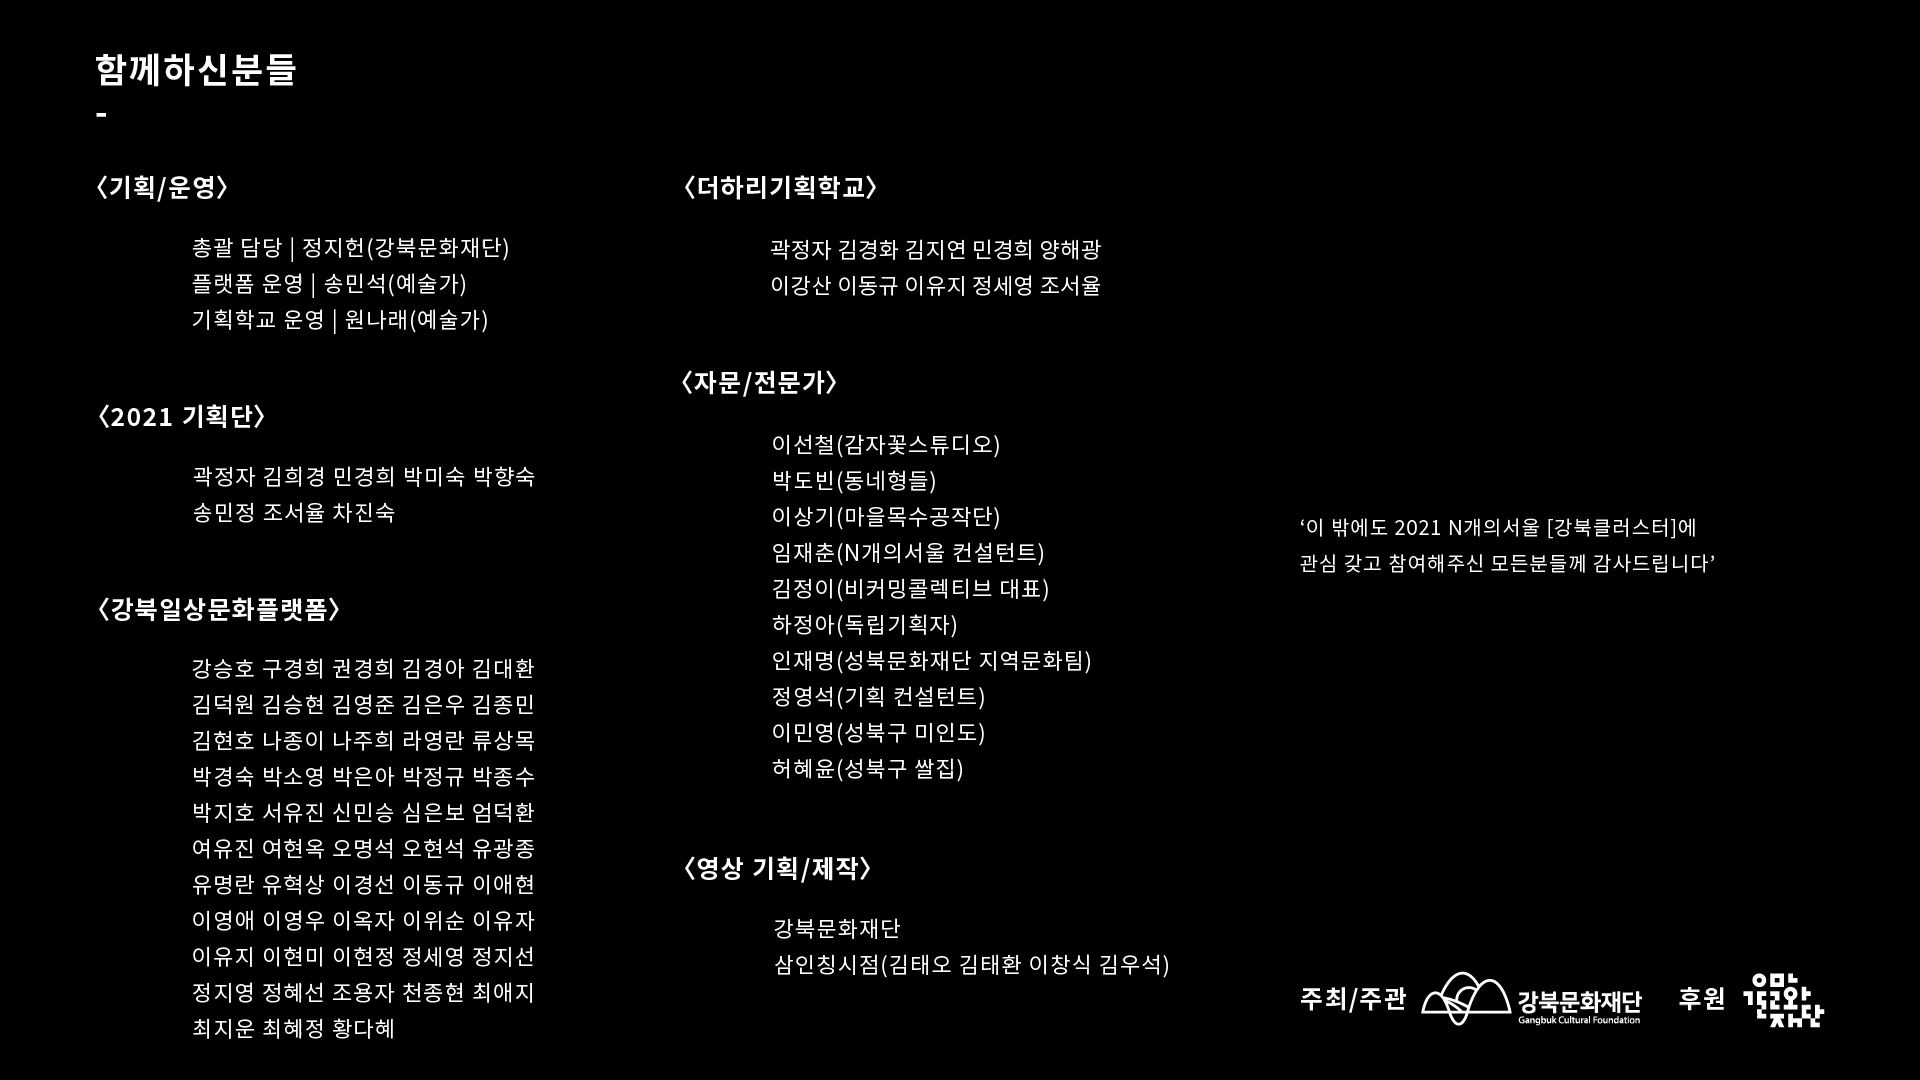 함께하신분들
-
〈기획/운영〉
총괄 담당 | 정지헌(강북문화재단)
플랫폼 운영 | 송민석(예술가)
기획학교 운영 | 원나래(예술가)
〈2021 기획단〉
곽정자 김희경 민경희 박미숙 박향숙
송민정 조서율 차진숙
〈강북일상문화플랫폼〉
강승호 구경희 권경희 김경아 김대환
김덕원 김승현 김영준 김은우 김종민
김현호 나종이 나주희 라영란 류상목
박경숙 박소영 박은아 박정규 박종수
박지호 서유진 신민승 심은보 엄덕환
여유진 여현옥 오명석 오현석 유광종
유명란 유혁상 이경선 이동규 이애현
이영애 이영우 이옥자 이위순 이유자
이유지 이현미 이현정 정세영 정지선
정지영 정혜선 조용자 천종현 최애지
최지운 최혜정 황다혜
〈더하리기획학교〉
곽정자 김경화 김지연 민경희 양해광
이강산 이동규 이유지 정세영 조서율
〈자문/전문가〉
이선철(감자꽃스튜디오)
박도빈(동네형들)
이상기(마을목수공작단)
임재춘(N개의서울 컨설턴트)
김정이(비커밍콜렉티브 대표)
하정아(독립기획자)
인재명(성북문화재단 지역문화팀)
정영석(기획 컨설턴트)
이민영(성북구 미인도)
허혜윤(성북구 쌀집)
〈영상 기획/제작〉
강북문화재단
삼인칭시점(김태오 김태환 이창식 김우석)
‘이 밖에도 2021 N개의서울 [강북클러스터]에
관심 갖고 참여해주신 모든분들께 감사드립니다’
주최/주관 강북문화재단 후원
Gangbuk Cultural Foundation